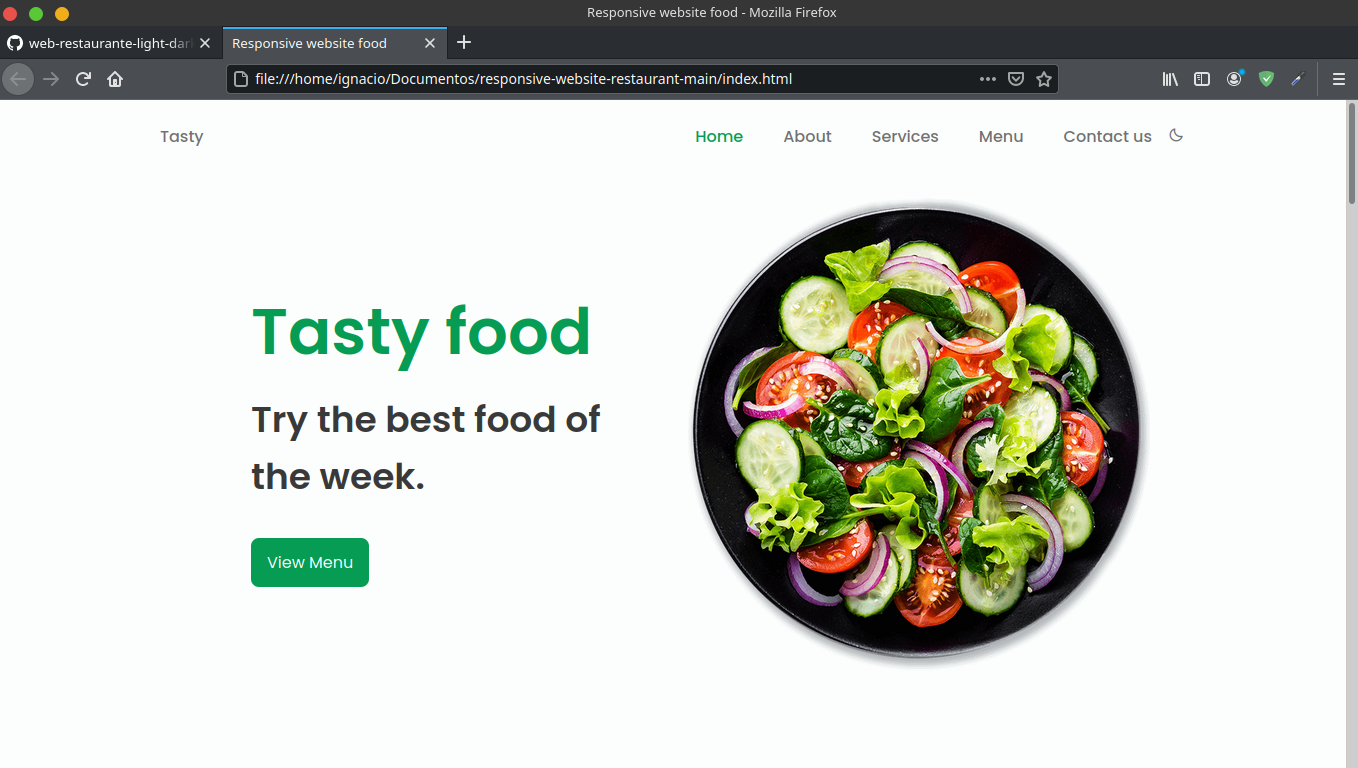 Responsive website food - Mozilla Firefox
web-restaurante-light-dar
Responsive website food
file:///home/ignacio/Documentos/responsive-website-restaurant-main/index.html
Tasty
Home
About
Services
Menu
Contact us
Tasty food
Try the best food of
the week.
View Menu